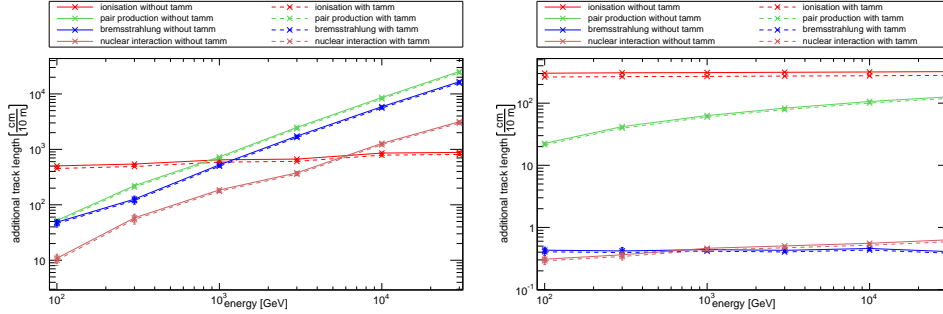 ionisation without tamm
ionisation with tamm
pair production without tamm
pair production with tamm
bremsstrahlung without tamm
bremsstrahlung with tamm
nuclear interaction without tamm
nuclear interaction with tamm
additional track length [cm/10 m]
10^4
10^3
10^2
10
10^2
10^3
10^4
energy [GeV]
ionisation without tamm
ionisation with tamm
pair production without tamm
pair production with tamm
bremsstrahlung without tamm
bremsstrahlung with tamm
nuclear interaction without tamm
nuclear interaction with tamm
additional track length [cm/10 m]
10^2
10
1
10^-1
10^2
10^3
10^4
energy [GeV]